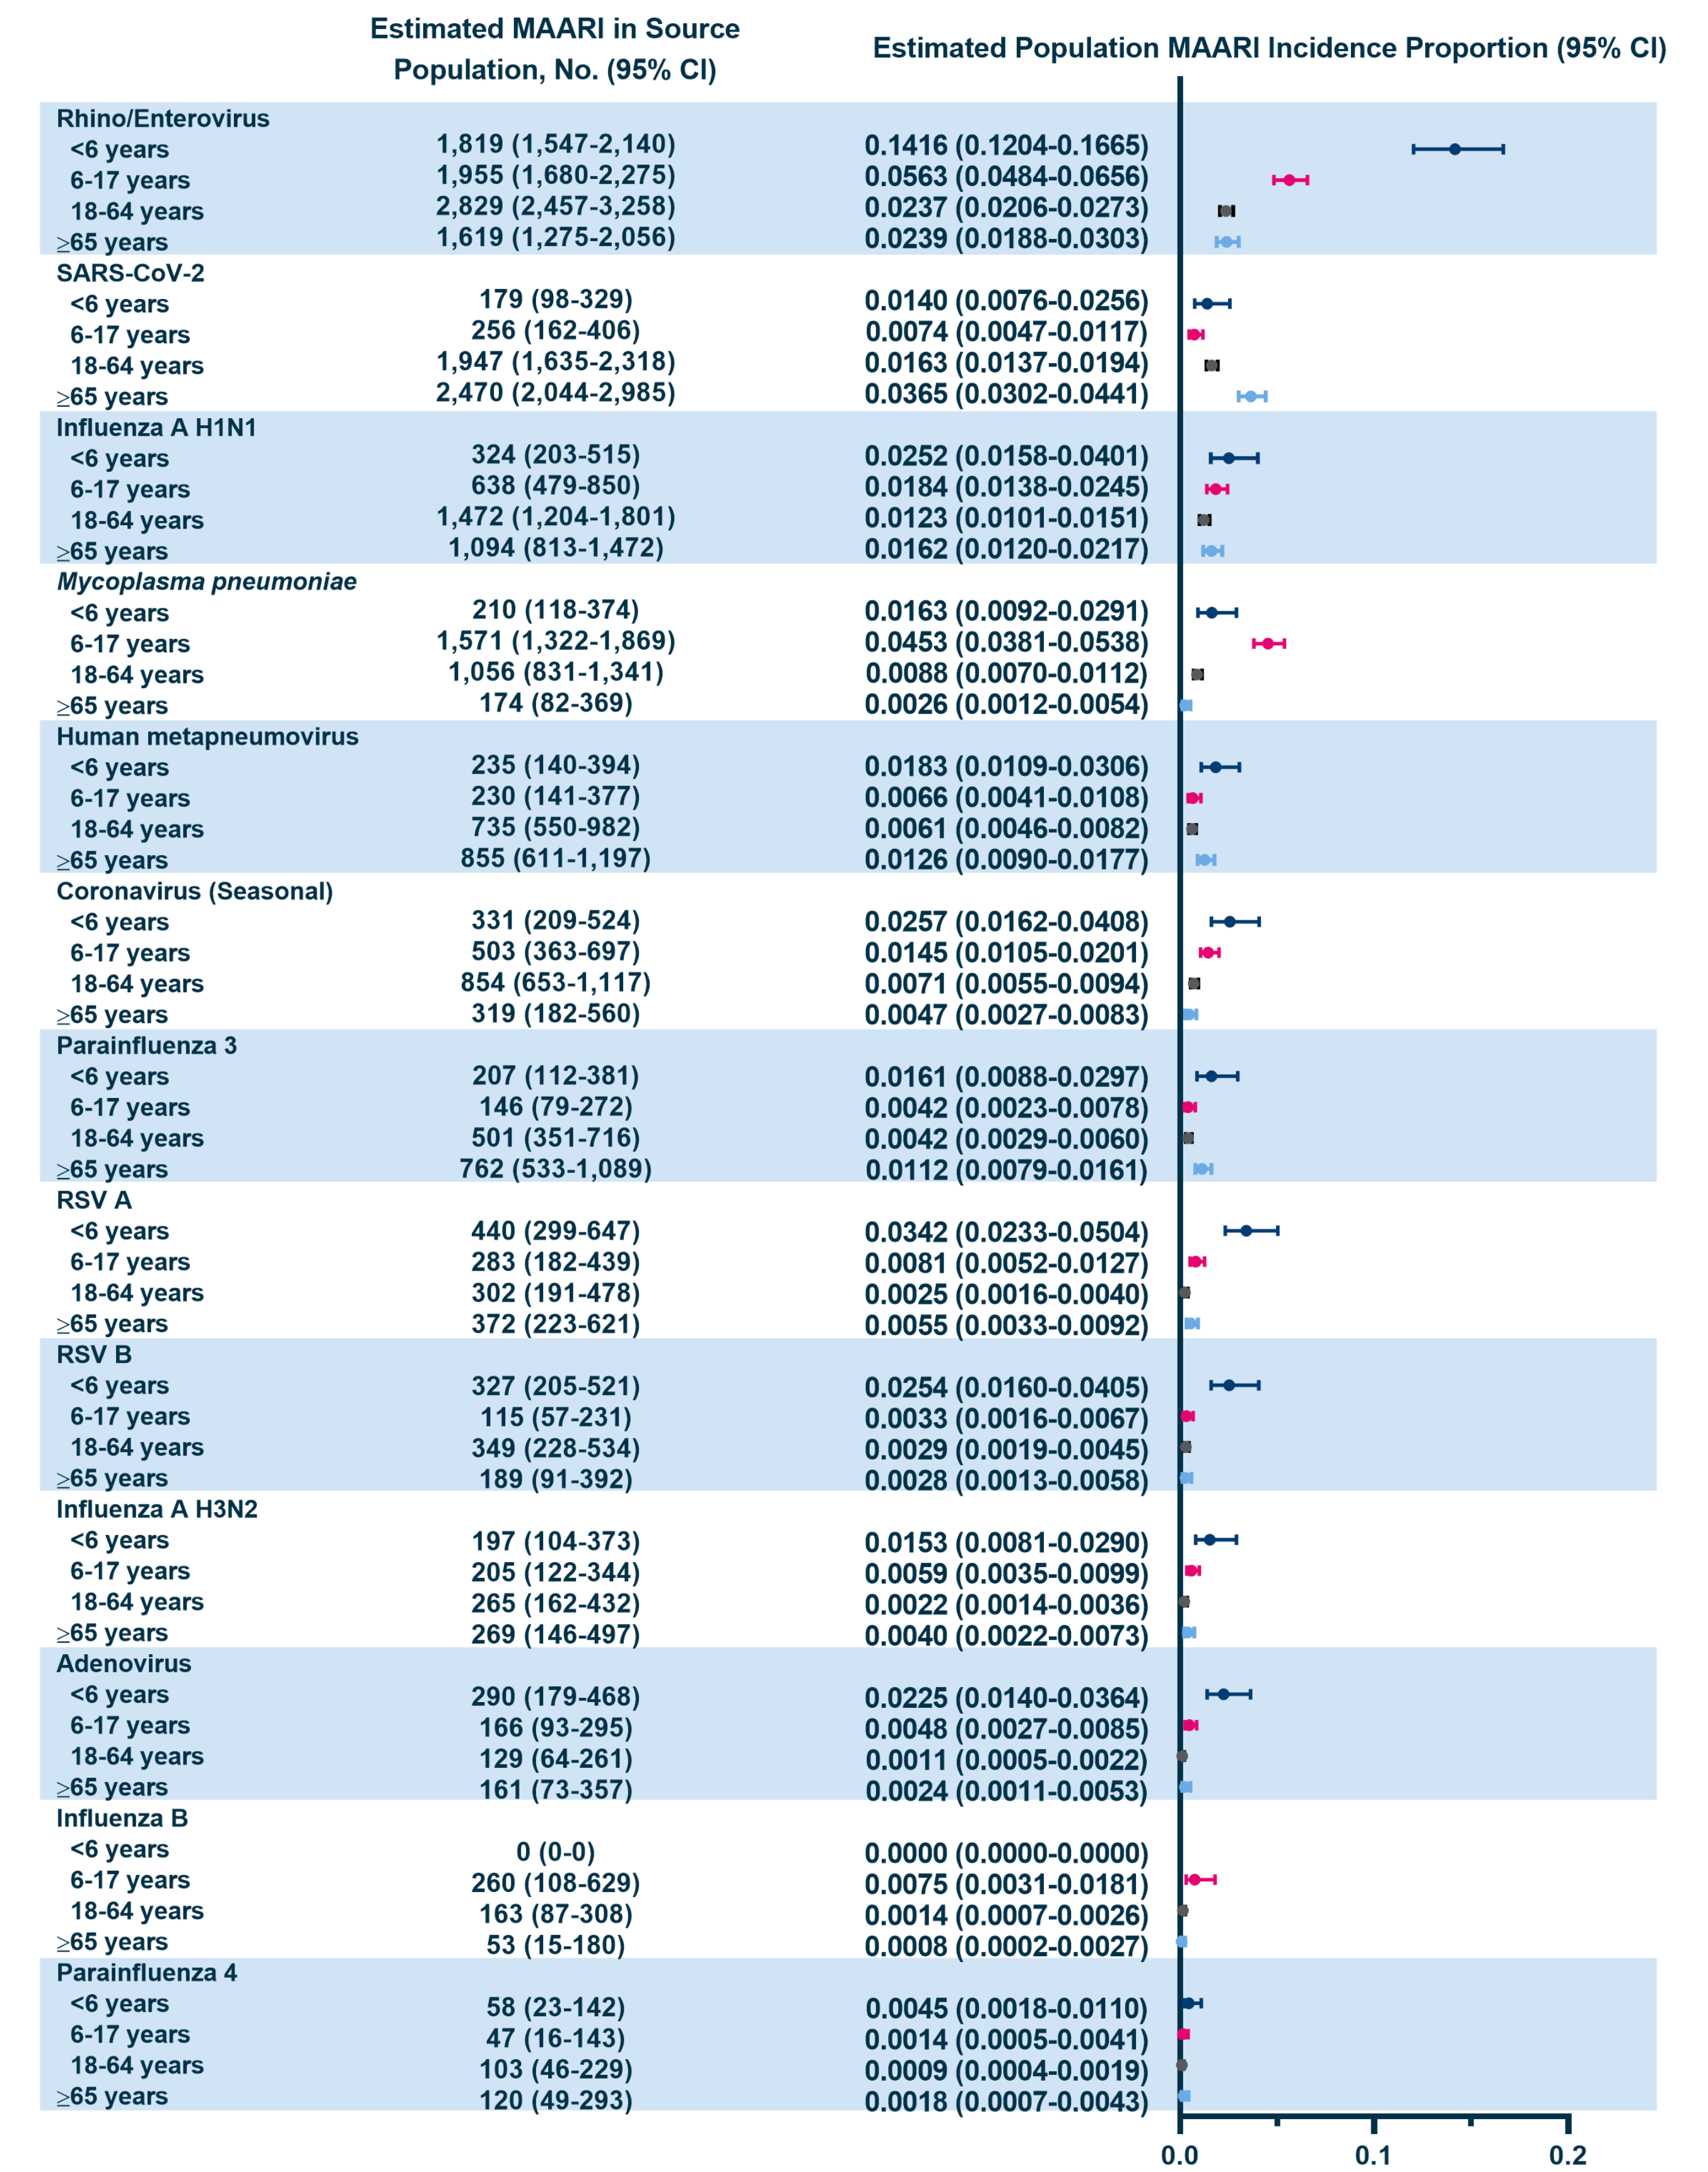 Estimated MAARI in Source
Population, No. (95% CI)
Estimated Population MAARI Incidence Proportion (95% CI)
Rhino/Enterovirus
<6 years 1,819 (1,547-2,140) 0.1416 (0.1204-0.1665)
6-17 years 1,955 (1,680-2,275) 0.0563 (0.0484-0.0656)
18-64 years 2,829 (2,457-3,258) 0.0237 (0.0206-0.0273)
≥65 years 1,619 (1,275-2,056) 0.0239 (0.0188-0.0303)
SARS-CoV-2
<6 years 179 (98-329) 0.0140 (0.0076-0.0256)
6-17 years 256 (162-406) 0.0074 (0.0047-0.0117)
18-64 years 1,947 (1,635-2,318) 0.0163 (0.0137-0.0194)
≥65 years 2,470 (2,044-2,985) 0.0365 (0.0302-0.0441)
Influenza A H1N1
<6 years 324 (203-515) 0.0252 (0.0158-0.0401)
6-17 years 638 (479-850) 0.0184 (0.0138-0.0245)
18-64 years 1,472 (1,204-1,801) 0.0123 (0.0101-0.0151)
≥65 years 1,094 (813-1,472) 0.0162 (0.0120-0.0217)
Mycoplasma pneumoniae
<6 years 210 (118-374) 0.0163 (0.0092-0.0291)
6-17 years 1,571 (1,322-1,869) 0.0453 (0.0381-0.0538)
18-64 years 1,056 (831-1,341) 0.0088 (0.0070-0.0112)
≥65 years 174 (82-369) 0.0026 (0.0012-0.0054)
Human metapneumovirus
<6 years 235 (140-394) 0.0183 (0.0109-0.0306)
6-17 years 230 (141-377) 0.0066 (0.0041-0.0108)
18-64 years 735 (550-982) 0.0061 (0.0046-0.0082)
≥65 years 855 (611-1,197) 0.0126 (0.0090-0.0177)
Coronavirus (Seasonal)
<6 years 331 (209-524) 0.0257 (0.0162-0.0408)
6-17 years 503 (363-697) 0.0145 (0.0105-0.0201)
18-64 years 854 (653-1,117) 0.0071 (0.0055-0.0094)
≥65 years 319 (182-560) 0.0047 (0.0027-0.0083)
Parainfluenza 3
<6 years 207 (112-381) 0.0161 (0.0088-0.0297)
6-17 years 146 (79-272) 0.0042 (0.0023-0.0078)
18-64 years 501 (351-716) 0.0042 (0.0029-0.0060)
≥65 years 762 (533-1,089) 0.0112 (0.0079-0.0161)
RSV A
<6 years 440 (299-647) 0.0342 (0.0233-0.0504)
6-17 years 283 (182-439) 0.0081 (0.0052-0.0127)
18-64 years 302 (191-478) 0.0025 (0.0016-0.0040)
≥65 years 372 (223-621) 0.0055 (0.0033-0.0092)
RSV B
<6 years 327 (205-521) 0.0254 (0.0160-0.0405)
6-17 years 115 (57-231) 0.0033 (0.0016-0.0067)
18-64 years 349 (228-534) 0.0029 (0.0019-0.0045)
≥65 years 189 (91-392) 0.0028 (0.0013-0.0058)
Influenza A H3N2
<6 years 197 (104-373) 0.0153 (0.0081-0.0290)
6-17 years 205 (122-344) 0.0059 (0.0035-0.0099)
18-64 years 265 (162-432) 0.0022 (0.0014-0.0036)
≥65 years 269 (146-497) 0.0040 (0.0022-0.0073)
Adenovirus
<6 years 290 (179-468) 0.0225 (0.0140-0.0364)
6-17 years 166 (93-295) 0.0048 (0.0027-0.0085)
18-64 years 129 (64-261) 0.0011 (0.0005-0.0022)
≥65 years 161 (73-357) 0.0024 (0.0011-0.0053)
Influenza B
<6 years 0 (0-0) 0.0000 (0.0000-0.0000)
6-17 years 260 (108-629) 0.0075 (0.0031-0.0181)
18-64 years 163 (87-308) 0.0014 (0.0007-0.0026)
≥65 years 53 (15-180) 0.0008 (0.0002-0.0027)
Parainfluenza 4
<6 years 58 (23-142) 0.0045 (0.0018-0.0110)
6-17 years 47 (16-143) 0.0014 (0.0005-0.0041)
18-64 years 103 (46-229) 0.0009 (0.0004-0.0019)
≥65 years 120 (49-293) 0.0018 (0.0007-0.0043)
0.0 0.1 0.2